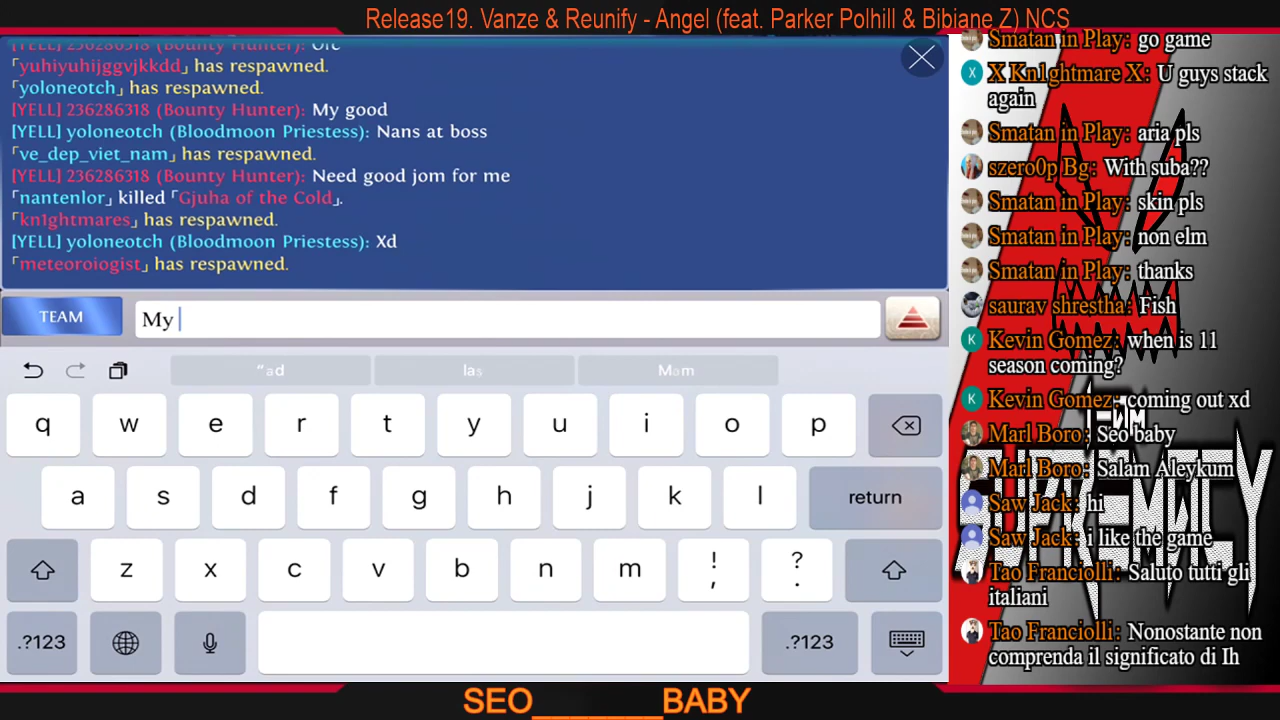 Release19. Vanze & Reunify - Angel (feat. Parker Polhill & Bibiane Z) NCS
[YELL] 236286318 (Bounty Hunter):
「yuhiyuhijggvjkkdd」has respawned.
「yoloneotch」has respawned.
[YELL] 236286318 (Bounty Hunter): My good
[YELL] yoloneotch (Bloodmoon Priestess): Nans at boss
「ve_dep_viet_nam」has respawned.
[YELL] 236286318 (Bounty Hunter): Need good jom for me
「nantenlor」killed「Gjuha of the Cold」.
「kn1ghtmares」has respawned.
[YELL] yoloneotch (Bloodmoon Priestess): Xd
「meteoroiogist」has respawned.
TEAM
My
q w e r t y u i o p
a s d f g h j k l return
z x c v b n m ! , ? .
.?123 .?123
Smatan in Play: go game
X Kn1ghtmare X: U guys stack
again
Smatan in Play: aria pls
szero0p Bg: With suba??
Smatan in Play: skin pls
Smatan in Play: non elm
Smatan in Play: thanks
saurav shrestha: Fish
Kevin Gomez: when is 11
season coming?
Kevin Gomez: coming out xd
Marl Boro: Seo baby
Marl Boro: Salam Aleykum
Saw Jack: hi
Saw Jack: i like the game
Tao Franciolli: Saluto tutti gli
italiani
Tao Franciolli: Nonostante non
comprenda il significato di Ih
SEO_______BABY